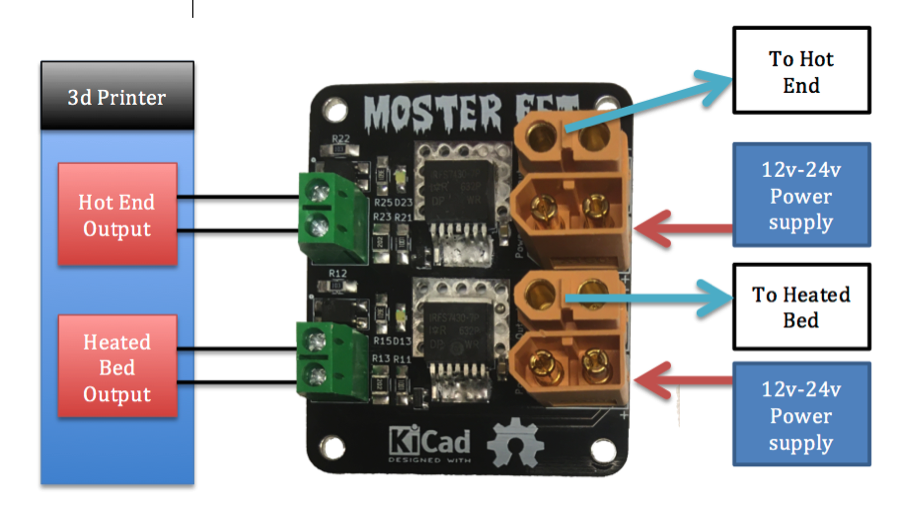 3d Printer
Hot End
Output
Heated
Bed
Output
MOSTER FET
R22
R25 D23
R23 R21
R12
R15 D13
R13 R11
KiCad
DESIGNED WITH
To Hot
End
12v-24v
Power
supply
To Heated
Bed
12v-24v
Power
supply